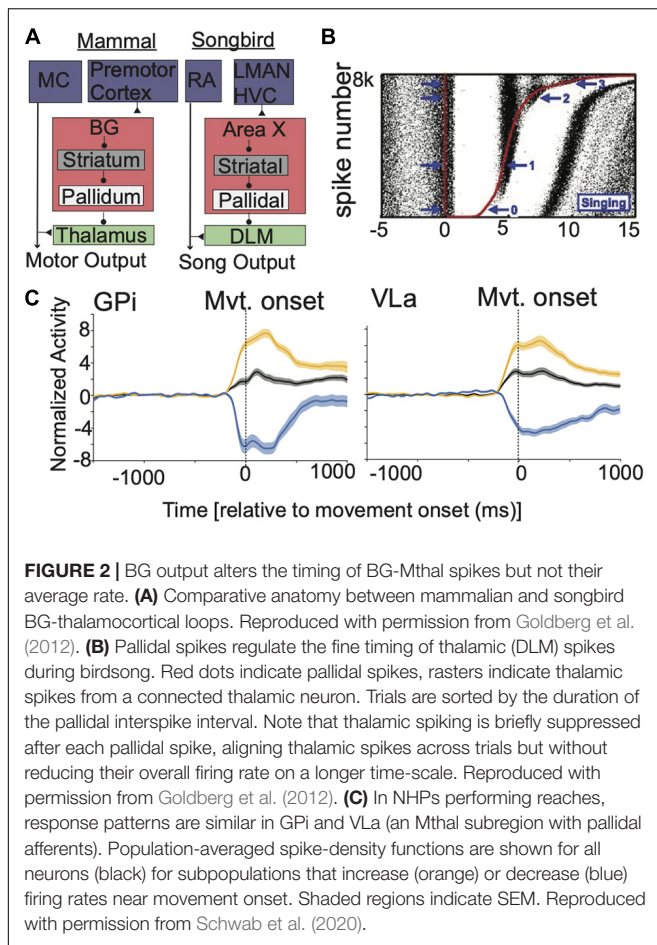 A
Mammal
Songbird
MC
Premotor
Cortex
RA
LMAN
HVC
BG
Striatum
Pallidum
Area X
Striatal
Pallidal
Thalamus
DLM
Motor Output
Song Output
B
8k
spike number
3
2
1
0
Singing
-5
0
5
10
15
C
GPi
Mvt. onset
VLa
Mvt. onset
Normalized Activity
8
4
0
-4
-8
-1000
0
1000
-1000
0
1000
Time [relative to movement onset (ms)]
FIGURE 2 | BG output alters the timing of BG-Mthal spikes but not their
average rate. (A) Comparative anatomy between mammalian and songbird
BG-thalamocortical loops. Reproduced with permission from Goldberg et al.
(2012). (B) Pallidal spikes regulate the fine timing of thalamic (DLM) spikes
during birdsong. Red dots indicate pallidal spikes, rasters indicate thalamic
spikes from a connected thalamic neuron. Trials are sorted by the duration of
the pallidal interspike interval. Note that thalamic spiking is briefly suppressed
after each pallidal spike, aligning thalamic spikes across trials but without
reducing their overall firing rate on a longer time-scale. Reproduced with
permission from Goldberg et al. (2012). (C) In NHPs performing reaches,
response patterns are similar in GPi and VLa (an Mthal subregion with pallidal
afferents). Population-averaged spike-density functions are shown for all
neurons (black) for subpopulations that increase (orange) or decrease (blue)
firing rates near movement onset. Shaded regions indicate SEM. Reproduced
with permission from Schwab et al. (2020).